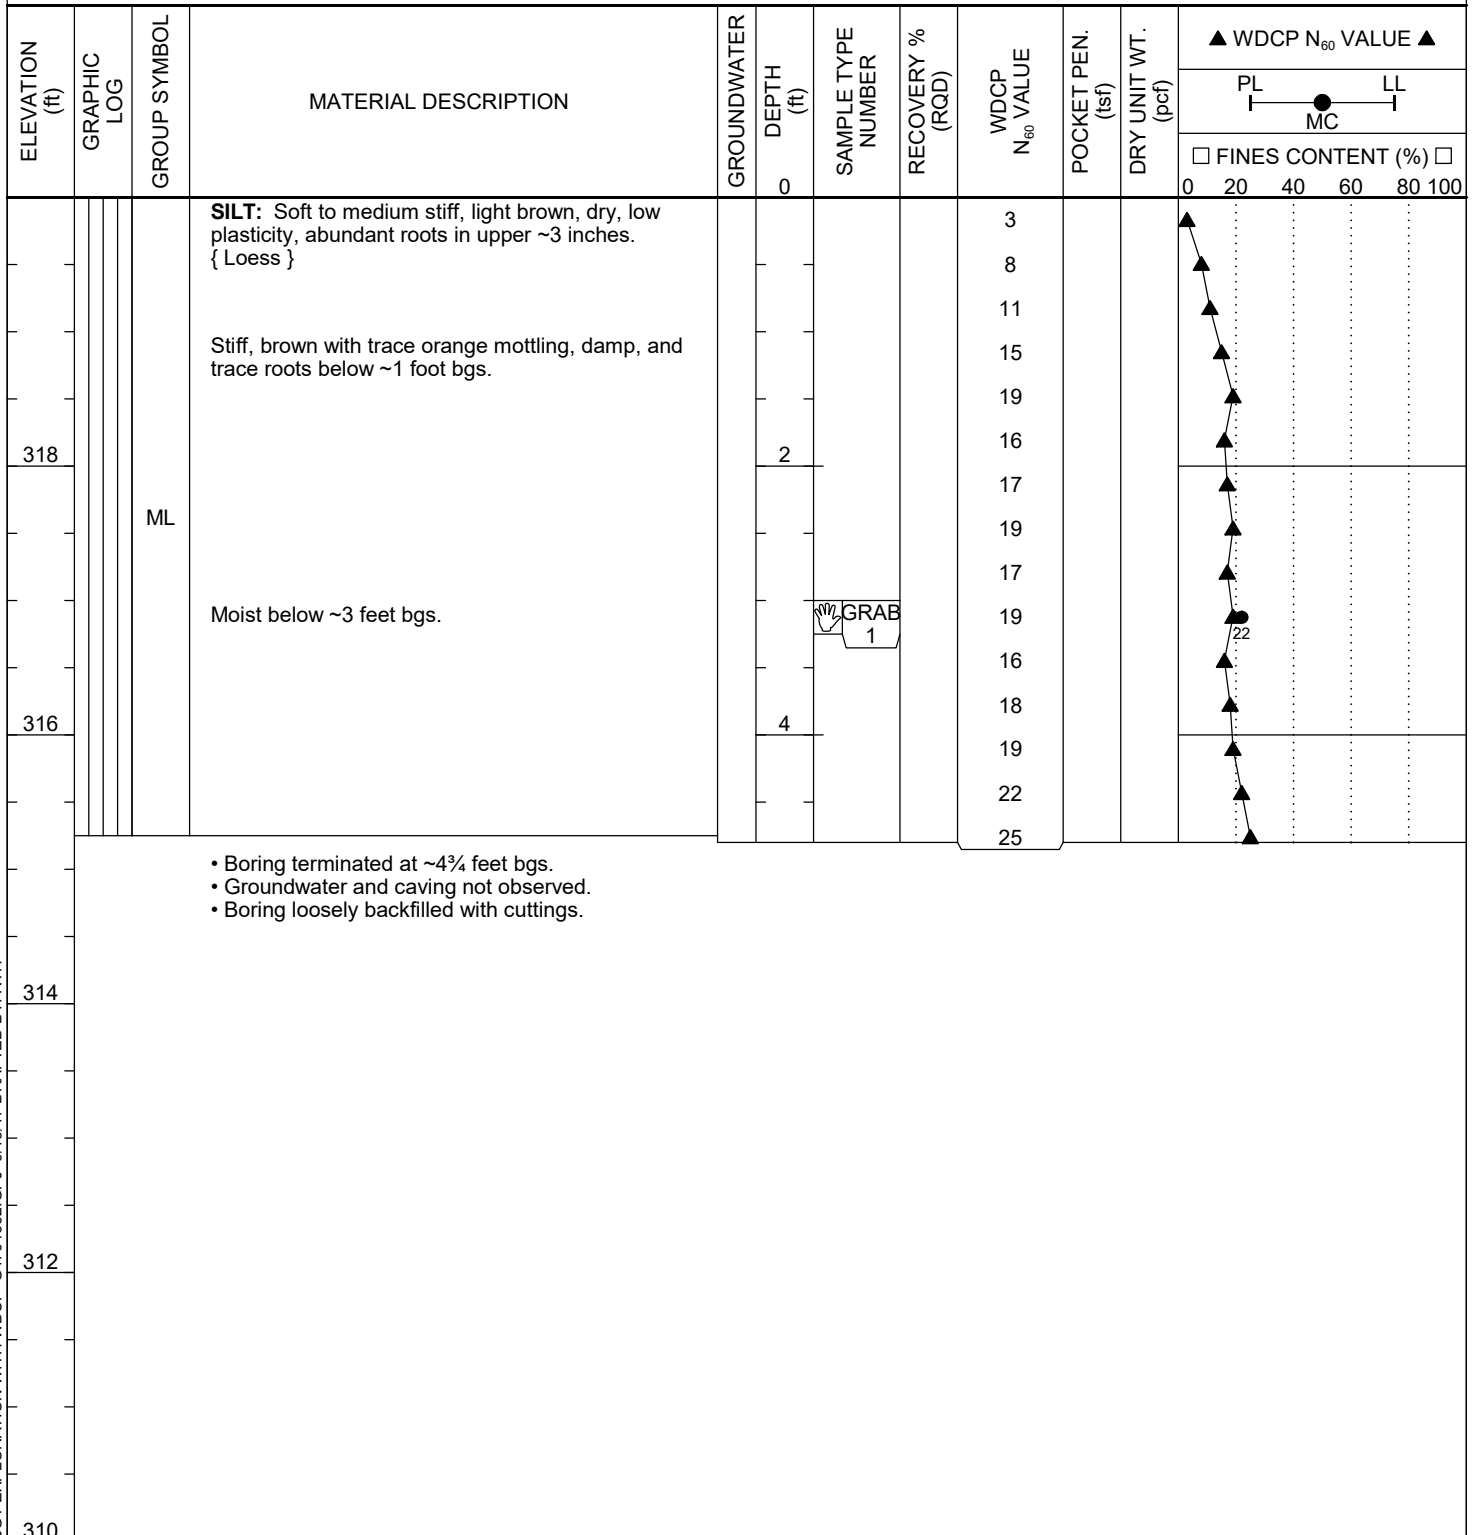 ELEVATION (ft)
GRAPHIC LOG
GROUP SYMBOL
MATERIAL DESCRIPTION
GROUNDWATER
DEPTH (ft)
0
SAMPLE TYPE NUMBER
RECOVERY % (RQD)
WDCP N60 VALUE
POCKET PEN. (tsf)
DRY UNIT WT. (pcf)
▲ WDCP N60 VALUE ▲
PL LL
MC
☐ FINES CONTENT (%) ☐
0 20 40 60 80 100
SILT: Soft to medium stiff, light brown, dry, low
plasticity, abundant roots in upper ~3 inches.
{ Loess }
3
8
11
Stiff, brown with trace orange mottling, damp, and
trace roots below ~1 foot bgs.
15
19
16
318
2
17
ML
19
17
Moist below ~3 feet bgs.
GRAB
1
19
22
16
18
316
4
19
22
25
• Boring terminated at ~4¾ feet bgs.
• Groundwater and caving not observed.
• Boring loosely backfilled with cuttings.
314
312
310